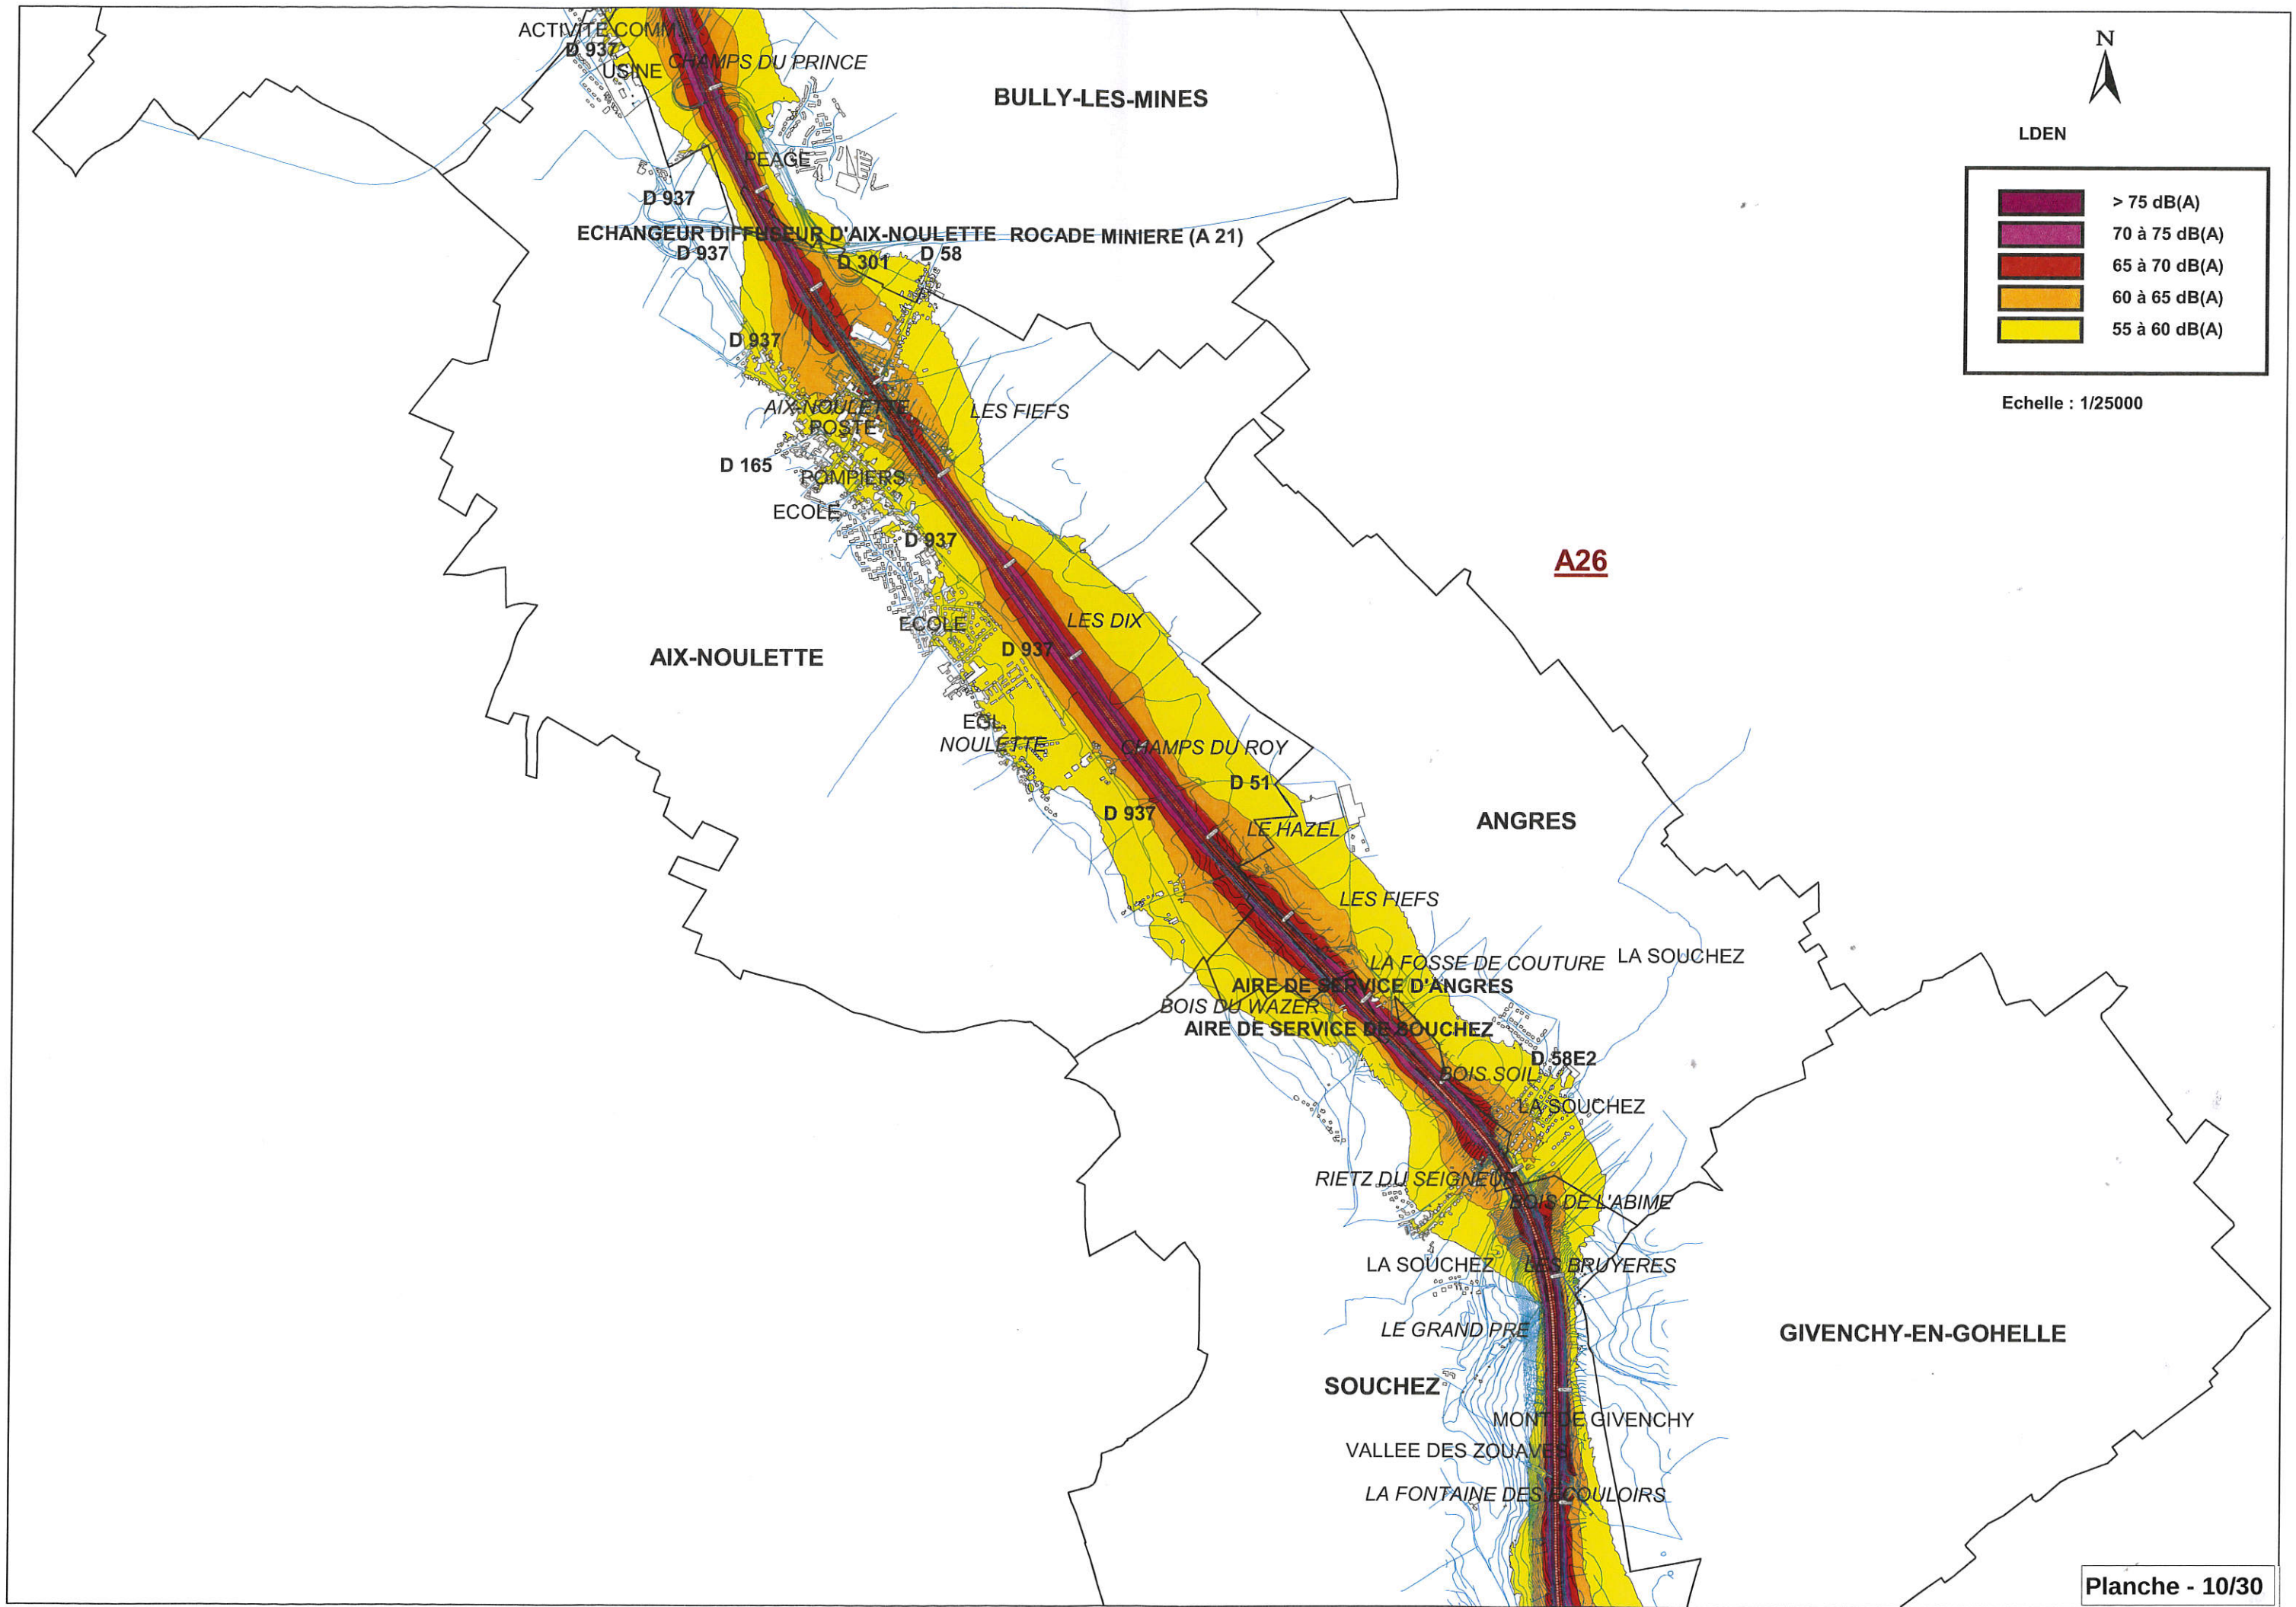 ACTIVITE COMM.
D 937
USINE
CHAMPS DU PRINCE
BULLY-LES-MINES
N
LDEN
> 75 dB(A)
70 à 75 dB(A)
65 à 70 dB(A)
60 à 65 dB(A)
55 à 60 dB(A)
Echelle : 1/25000
PEAGE
D 937
ECHANGEUR DIFFUSEUR D'AIX-NOULETTE
ROCADE MINIERE (A 21)
D 937
D 301
D 58
D 937
AIX-NOULETTE
LES FIEFS
POSTE
D 165
POMPIERS
ECOLE
D 937
A26
ECOLE
LES DIX
D 937
AIX-NOULETTE
EGL.
NOULETTE
CHAMPS DU ROY
D 51
D 937
LE HAZEL
ANGRES
LES FIEFS
LA FOSSE DE COUTURE
LA SOUCHEZ
AIRE DE SERVICE D'ANGRES
BOIS DU WAZER
AIRE DE SERVICE DE SOUCHEZ
D 58E2
BOIS SOIL
LA SOUCHEZ
RIETZ DU SEIGNEUR
BOIS DE L'ABIME
LA SOUCHEZ
LES BRUYERES
LE GRAND PRE
GIVENCHY-EN-GOHELLE
SOUCHEZ
MONT DE GIVENCHY
VALLEE DES ZOUAVES
LA FONTAINE DES ECOULOIRS
Planche - 10/30